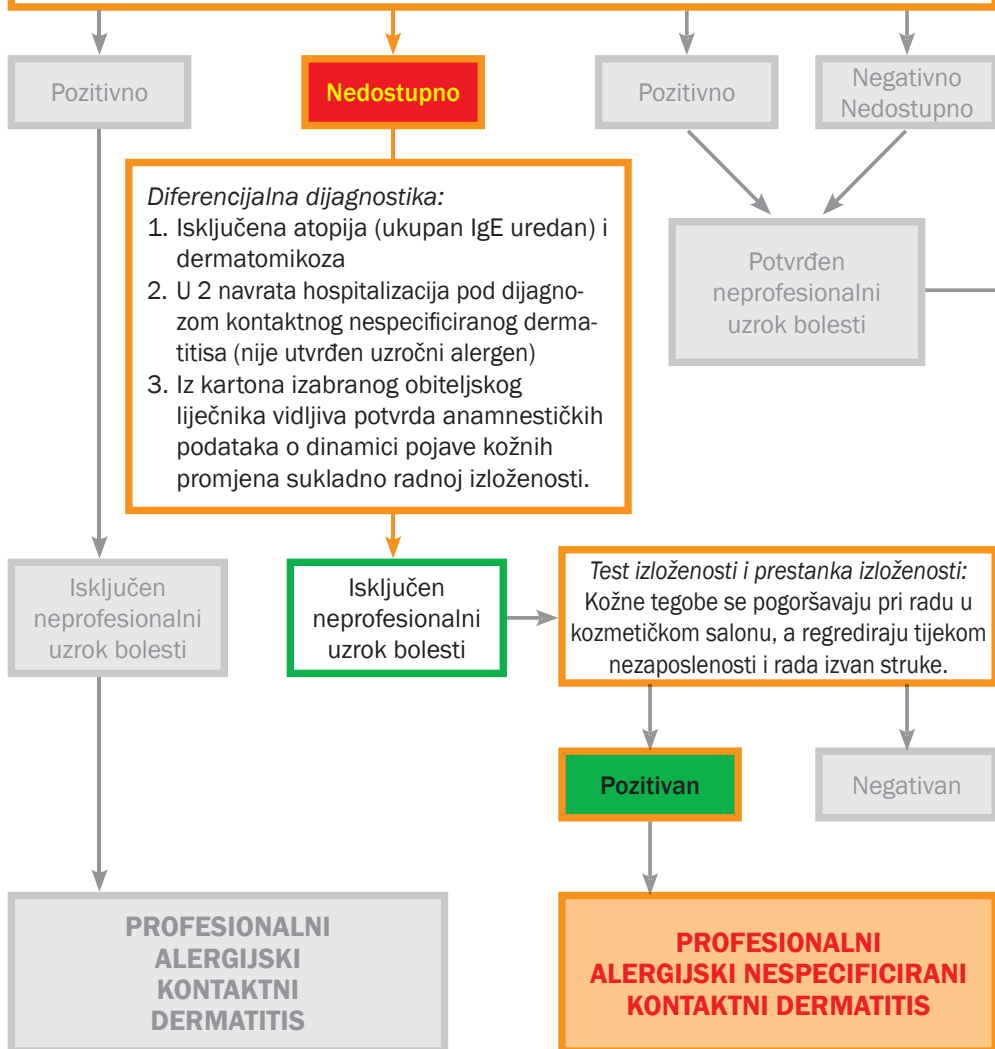 Pozitivno
Nedostupno
Pozitivno
Negativno
Nedostupno
Diferencijalna dijagnostika:
1. Isključena atopija (ukupan IgE uredan) i
dermatomikoza
2. U 2 navrata hospitalizacija pod dijagno-
zom kontaktnog nespecificiranog derma-
titisa (nije utvrđen uzročni alergen)
3. Iz kartona izabranog obiteljskog
liječnika vidljiva potvrda anamnestičkih
podataka o dinamici pojave kožnih
promjena sukladno radnoj izloženosti.
Potvrđen
neprofesionalni
uzrok bolesti
Isključen
neprofesionalni
uzrok bolesti
Isključen
neprofesionalni
uzrok bolesti
Test izloženosti i prestanka izloženosti:
Kožne tegobe se pogoršavaju pri radu u
kozmetičkom salonu, a regrediraju tijekom
nezaposlenosti i rada izvan struke.
Pozitivan
Negativan
PROFESIONALNI
ALERGIJSKI
KONTAKTNI
DERMATITIS
PROFESIONALNI
ALERGIJSKI NESPECIFICIRANI
KONTAKTNI DERMATITIS